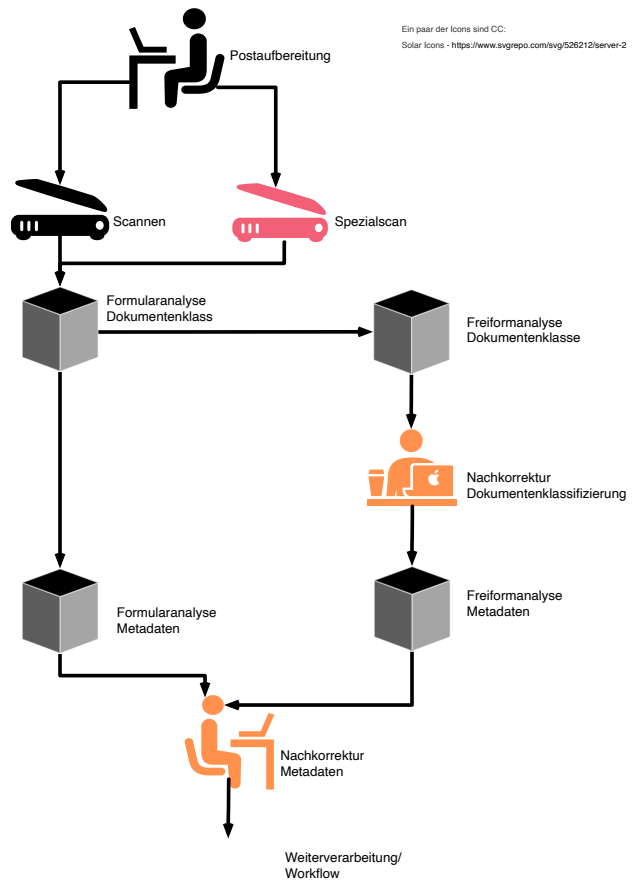 Ein paar der Icons sind CC:
Solar Icons - https://www.svgrepo.com/svg/526212/server-2
Postaufbereitung
Scannen
Spezialscan
Formularanalyse
Dokumentenklass
Freiformanalyse
Dokumentenklasse
Nachkorrektur
Dokumentenklassifizierung
Formularanalyse
Metadaten
Freiformanalyse
Metadaten
Nachkorrektur
Metadaten
Weiterverarbeitung/
Workflow